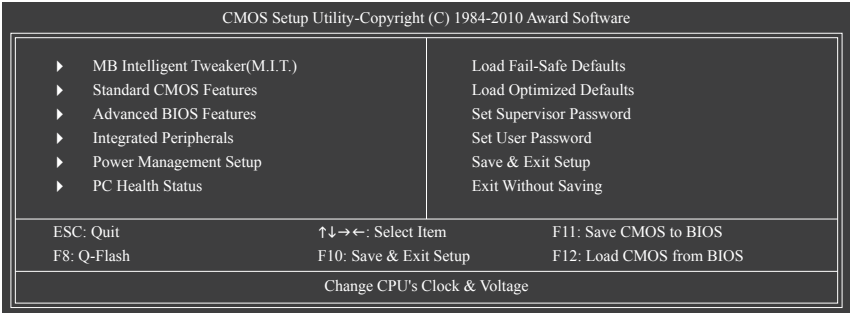 CMOS Setup Utility-Copyright (C) 1984-2010 Award Software
MB Intelligent Tweaker(M.I.T.)
Standard CMOS Features
Advanced BIOS Features
Integrated Peripherals
Power Management Setup
PC Health Status
Load Fail-Safe Defaults
Load Optimized Defaults
Set Supervisor Password
Set User Password
Save & Exit Setup
Exit Without Saving
ESC: Quit ↑↓→←: Select Item F11: Save CMOS to BIOS
F8: Q-Flash F10: Save & Exit Setup F12: Load CMOS from BIOS
Change CPU's Clock & Voltage